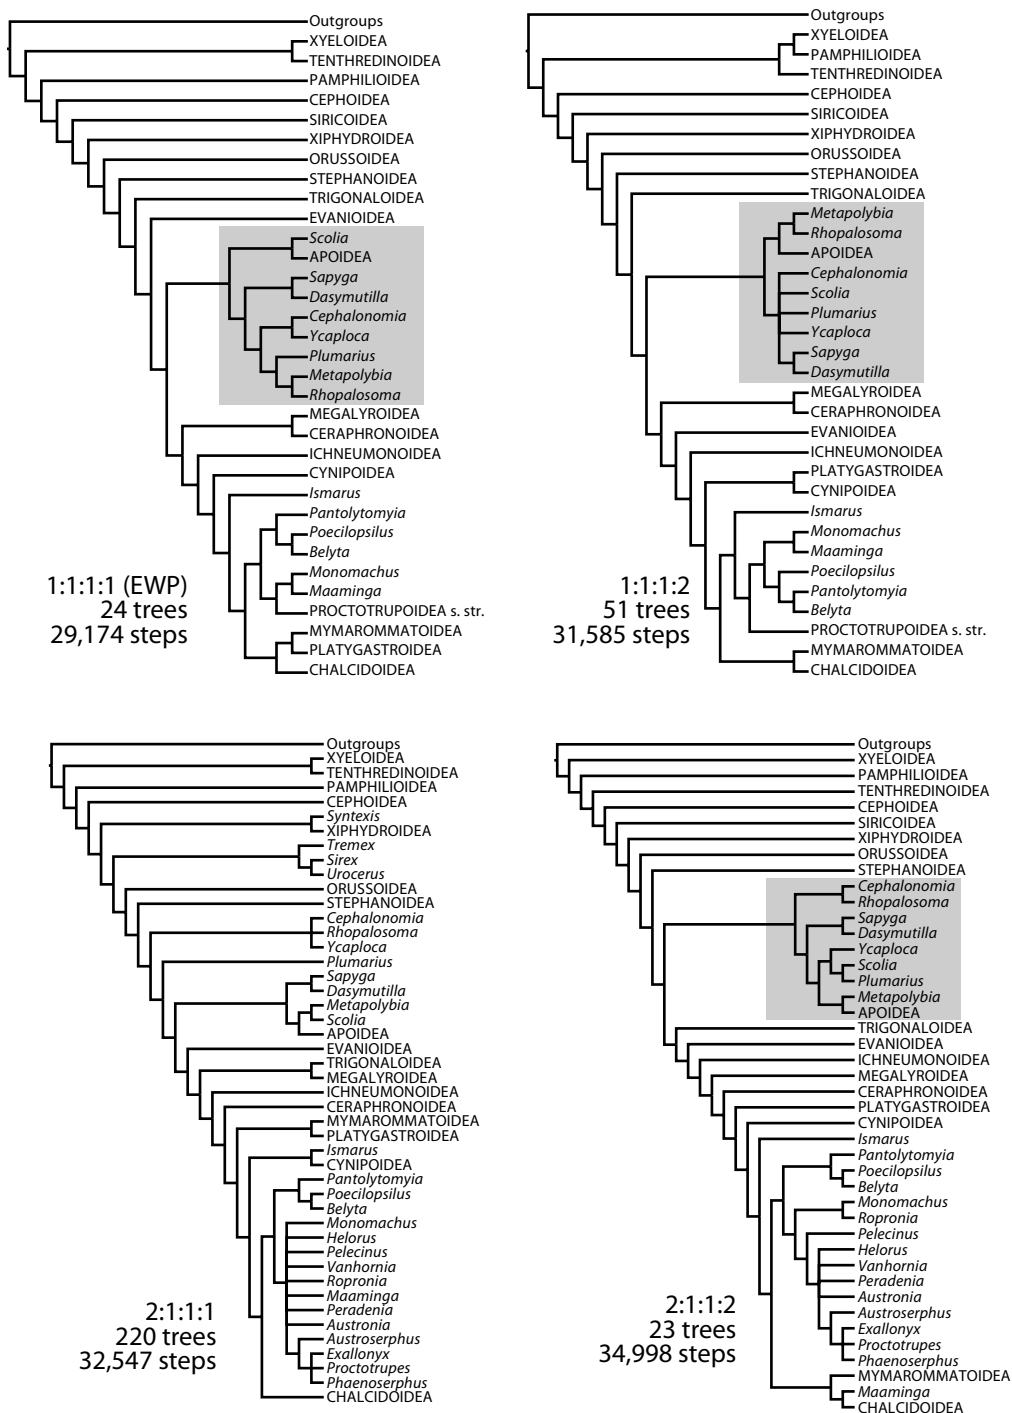 Outgroups
XYELOIDEA
TENTHREDINOIDEA
PAMPHILIOIDEA
CEPHOIDEA
SIRICOIDEA
XIPHYDROIDEA
ORUSSOIDEA
STEPHANOIDEA
TRIGONALOIDEA
EVANIOIDEA
Scolia
APOIDEA
Sapyga
Dasymutilla
Cephalonomia
Ycaploca
Plumarius
Metapolybia
Rhopalosoma
MEGALYROIDEA
CERAPHRONOIDEA
ICHNEUMONOIDEA
CYNIPOIDEA
Ismarus
Pantolytomyia
Poecilopsilus
Belyta
Monomachus
Maaminga
PROCTOTRUPOIDEA s. str.
MYMAROMMATOIDEA
PLATYGASTROIDEA
CHALCIDOIDEA
1:1:1:1 (EWP)
24 trees
29,174 steps
Outgroups
XYELOIDEA
PAMPHILIOIDEA
TENTHREDINOIDEA
CEPHOIDEA
SIRICOIDEA
XIPHYDROIDEA
ORUSSOIDEA
STEPHANOIDEA
TRIGONALOIDEA
Metapolybia
Rhopalosoma
APOIDEA
Cephalonomia
Scolia
Plumarius
Ycaploca
Sapyga
Dasymutilla
MEGALYROIDEA
CERAPHRONOIDEA
EVANIOIDEA
ICHNEUMONOIDEA
PLATYGASTROIDEA
CYNIPOIDEA
Ismarus
Monomachus
Maaminga
Poecilopsilus
Pantolytomyia
Belyta
PROCTOTRUPOIDEA s. str.
MYMAROMMATOIDEA
CHALCIDOIDEA
1:1:1:2
51 trees
31,585 steps
Outgroups
XYELOIDEA
TENTHREDINOIDEA
PAMPHILIOIDEA
CEPHOIDEA
Syntexis
XIPHYDROIDEA
Tremex
Sirex
Urocerus
ORUSSOIDEA
STEPHANOIDEA
Cephalonomia
Rhopalosoma
Ycaploca
Plumarius
Sapyga
Dasymutilla
Metapolybia
Scolia
APOIDEA
EVANIOIDEA
TRIGONALOIDEA
MEGALYROIDEA
ICHNEUMONOIDEA
CERAPHRONOIDEA
MYMAROMMATOIDEA
PLATYGASTROIDEA
Ismarus
CYNIPOIDEA
Pantolytomyia
Poecilopsilus
Belyta
Monomachus
Helorus
Pelecinus
Vanhornia
Ropronia
Maaminga
Peradenia
Austronia
Austroserphus
Exallonyx
Proctotrupes
Phaenoserphus
CHALCIDOIDEA
2:1:1:1
220 trees
32,547 steps
Outgroups
XYELOIDEA
PAMPHILIOIDEA
TENTHREDINOIDEA
CEPHOIDEA
SIRICOIDEA
XIPHYDROIDEA
ORUSSOIDEA
STEPHANOIDEA
Cephalonomia
Rhopalosoma
Sapyga
Dasymutilla
Ycaploca
Scolia
Plumarius
Metapolybia
APOIDEA
TRIGONALOIDEA
EVANIOIDEA
ICHNEUMONOIDEA
MEGALYROIDEA
CERAPHRONOIDEA
PLATYGASTROIDEA
CYNIPOIDEA
Ismarus
Pantolytomyia
Poecilopsilus
Belyta
Monomachus
Ropronia
Pelecinus
Helorus
Vanhornia
Peradenia
Austronia
Austroserphus
Exallonyx
Proctotrupes
Phaenoserphus
MYMAROMMATOIDEA
Maaminga
CHALCIDOIDEA
2:1:1:2
23 trees
34,998 steps